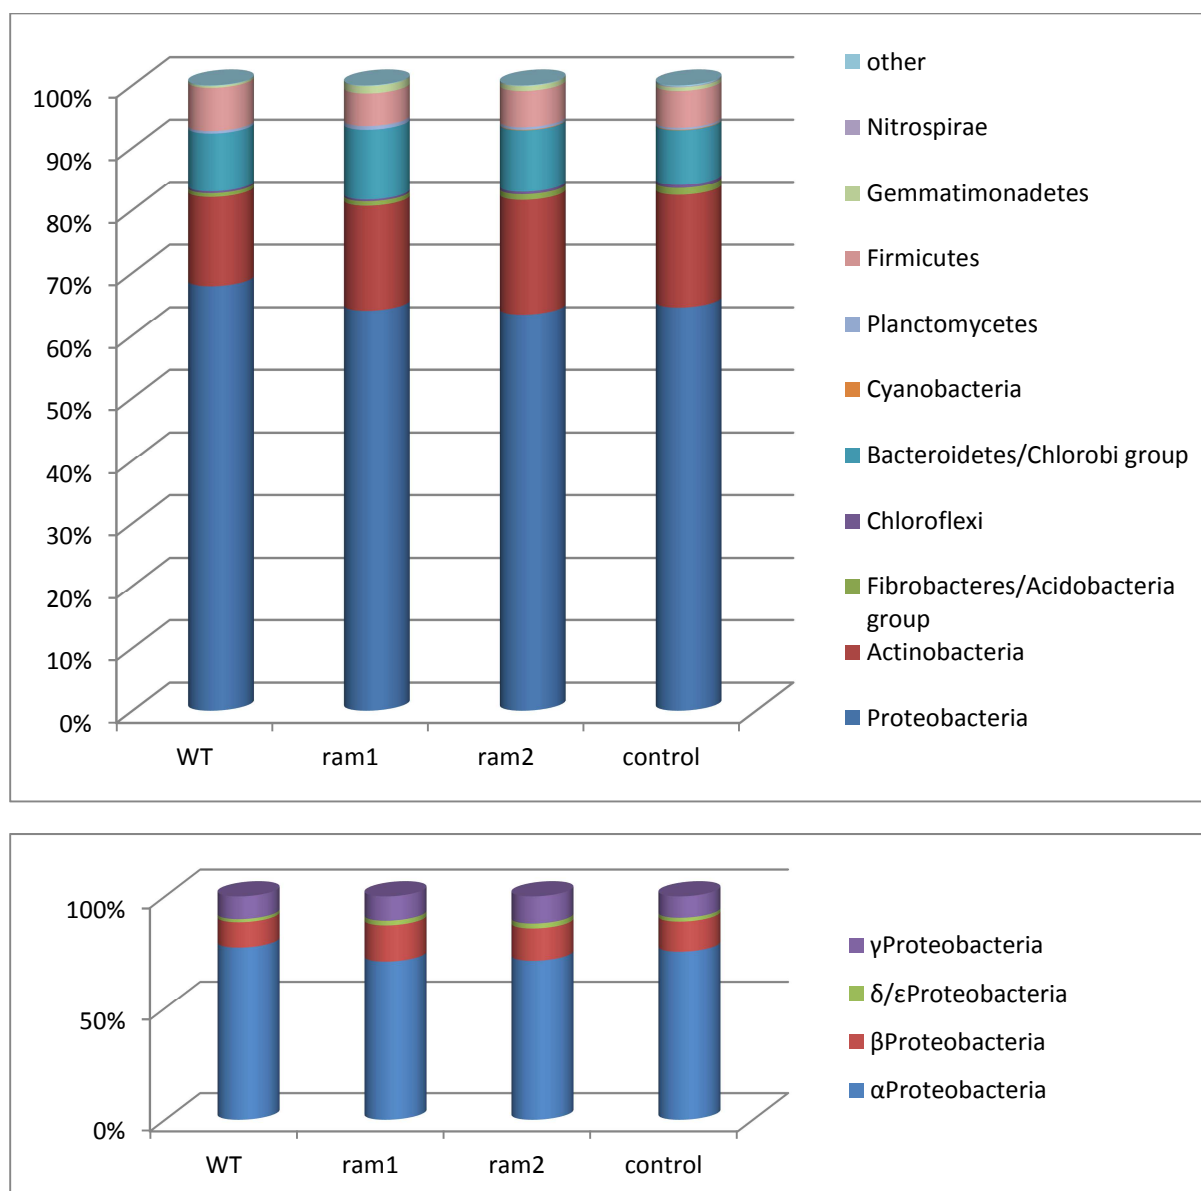 100%
90%
80%
70%
60%
50%
40%
30%
20%
10%
0%
WT
ram1
ram2
control
other
Nitrospirae
Gemmatimonadetes
Firmicutes
Planctomycetes
Cyanobacteria
Bacteroidetes/Chlorobi group
Chloroflexi
Fibrobacteres/Acidobacteria
group
Actinobacteria
Proteobacteria
100%
50%
0%
WT
ram1
ram2
control
γProteobacteria
δ/εProteobacteria
βProteobacteria
αProteobacteria